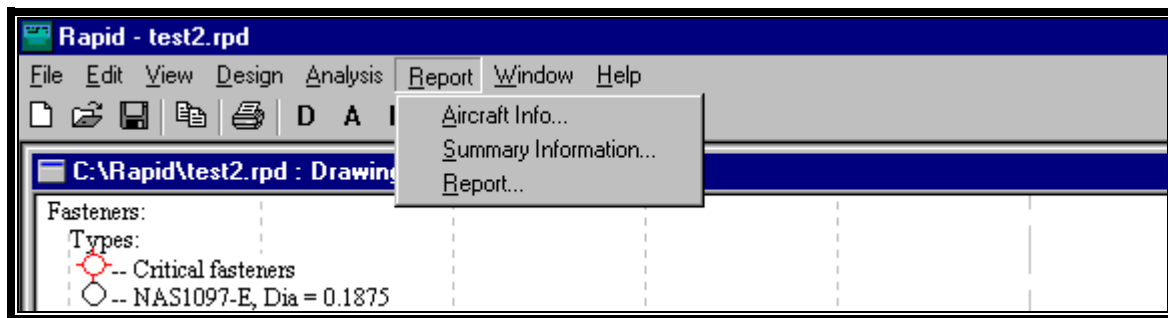 Rapid - test2.rpd
File Edit View Design Analysis Report Window Help
D A
Aircraft Info...
Summary Information...
Report...
C:\Rapid\test2.rpd : Drawing
Fasteners:
Types:
-- Critical fasteners
-- NAS1097-E, Dia = 0.1875